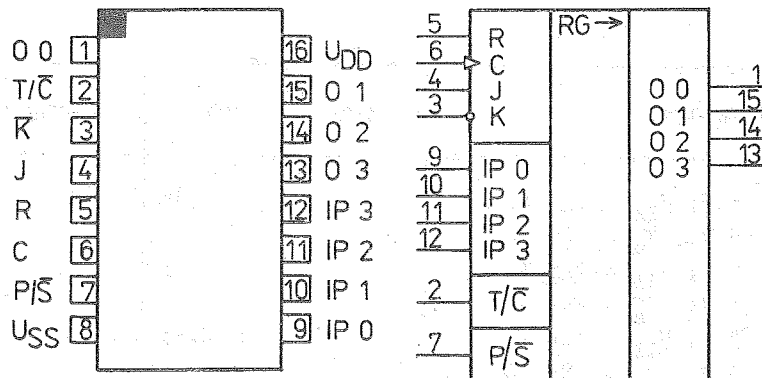 O 0 1 16 U_DD
T/C̅ 2 15 O 1
K̅ 3 14 O 2
J 4 13 O 3
R 5 12 IP 3
C 6 11 IP 2
P/S̅ 7 10 IP 1
U_SS 8 9 IP 0
RG →
5 R
6 C
4 J
3 K
9 IP 0
10 IP 1
11 IP 2
12 IP 3
2 T/C̅
7 P/S̅
O 0 1
O 1 15
O 2 14
O 3 13